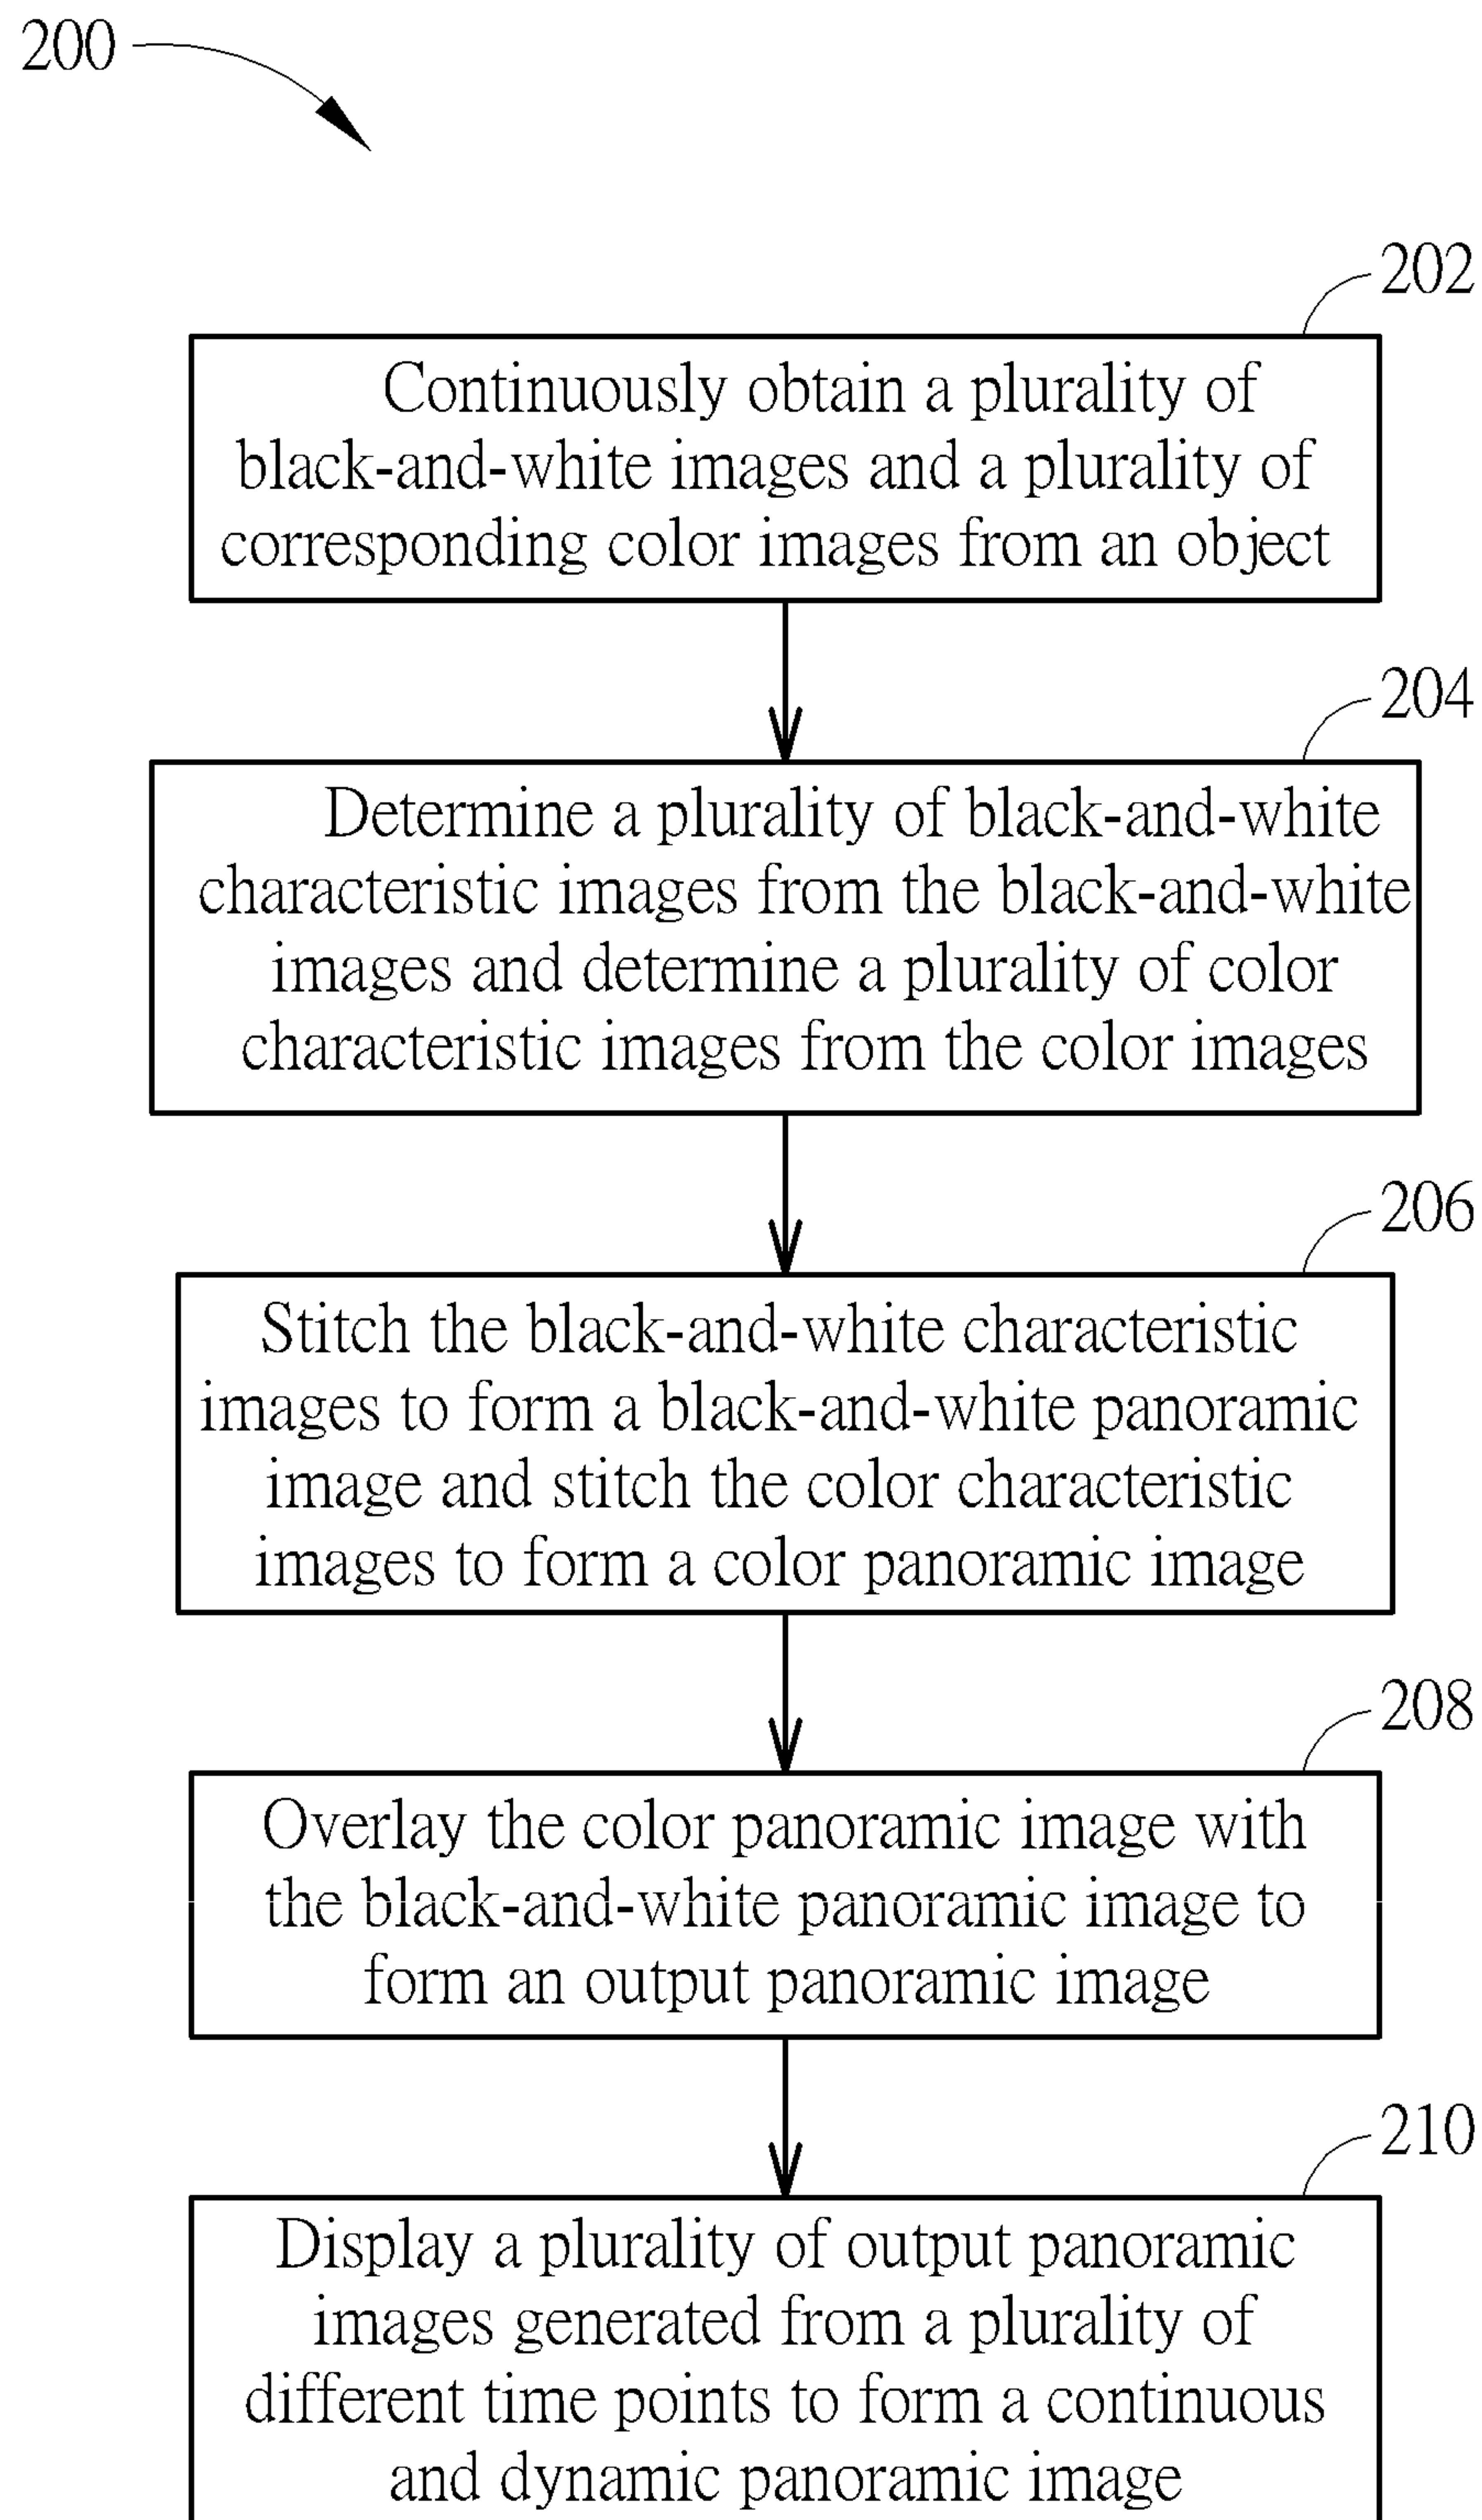 200
202
Continuously obtain a plurality of
black-and-white images and a plurality of
corresponding color images from an object
204
Determine a plurality of black-and-white
characteristic images from the black-and-white
images and determine a plurality of color
characteristic images from the color images
206
Stitch the black-and-white characteristic
images to form a black-and-white panoramic
image and stitch the color characteristic
images to form a color panoramic image
208
Overlay the color panoramic image with
the black-and-white panoramic image to
form an output panoramic image
210
Display a plurality of output panoramic
images generated from a plurality of
different time points to form a continuous
and dynamic panoramic image